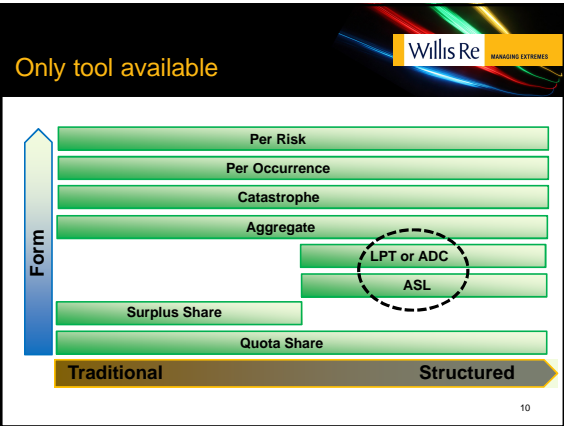 Only tool available
Willis Re
MANAGING EXTREMES
Per Risk
Per Occurrence
Catastrophe
Aggregate
LPT or ADC
ASL
Surplus Share
Quota Share
Form
Traditional Structured
10